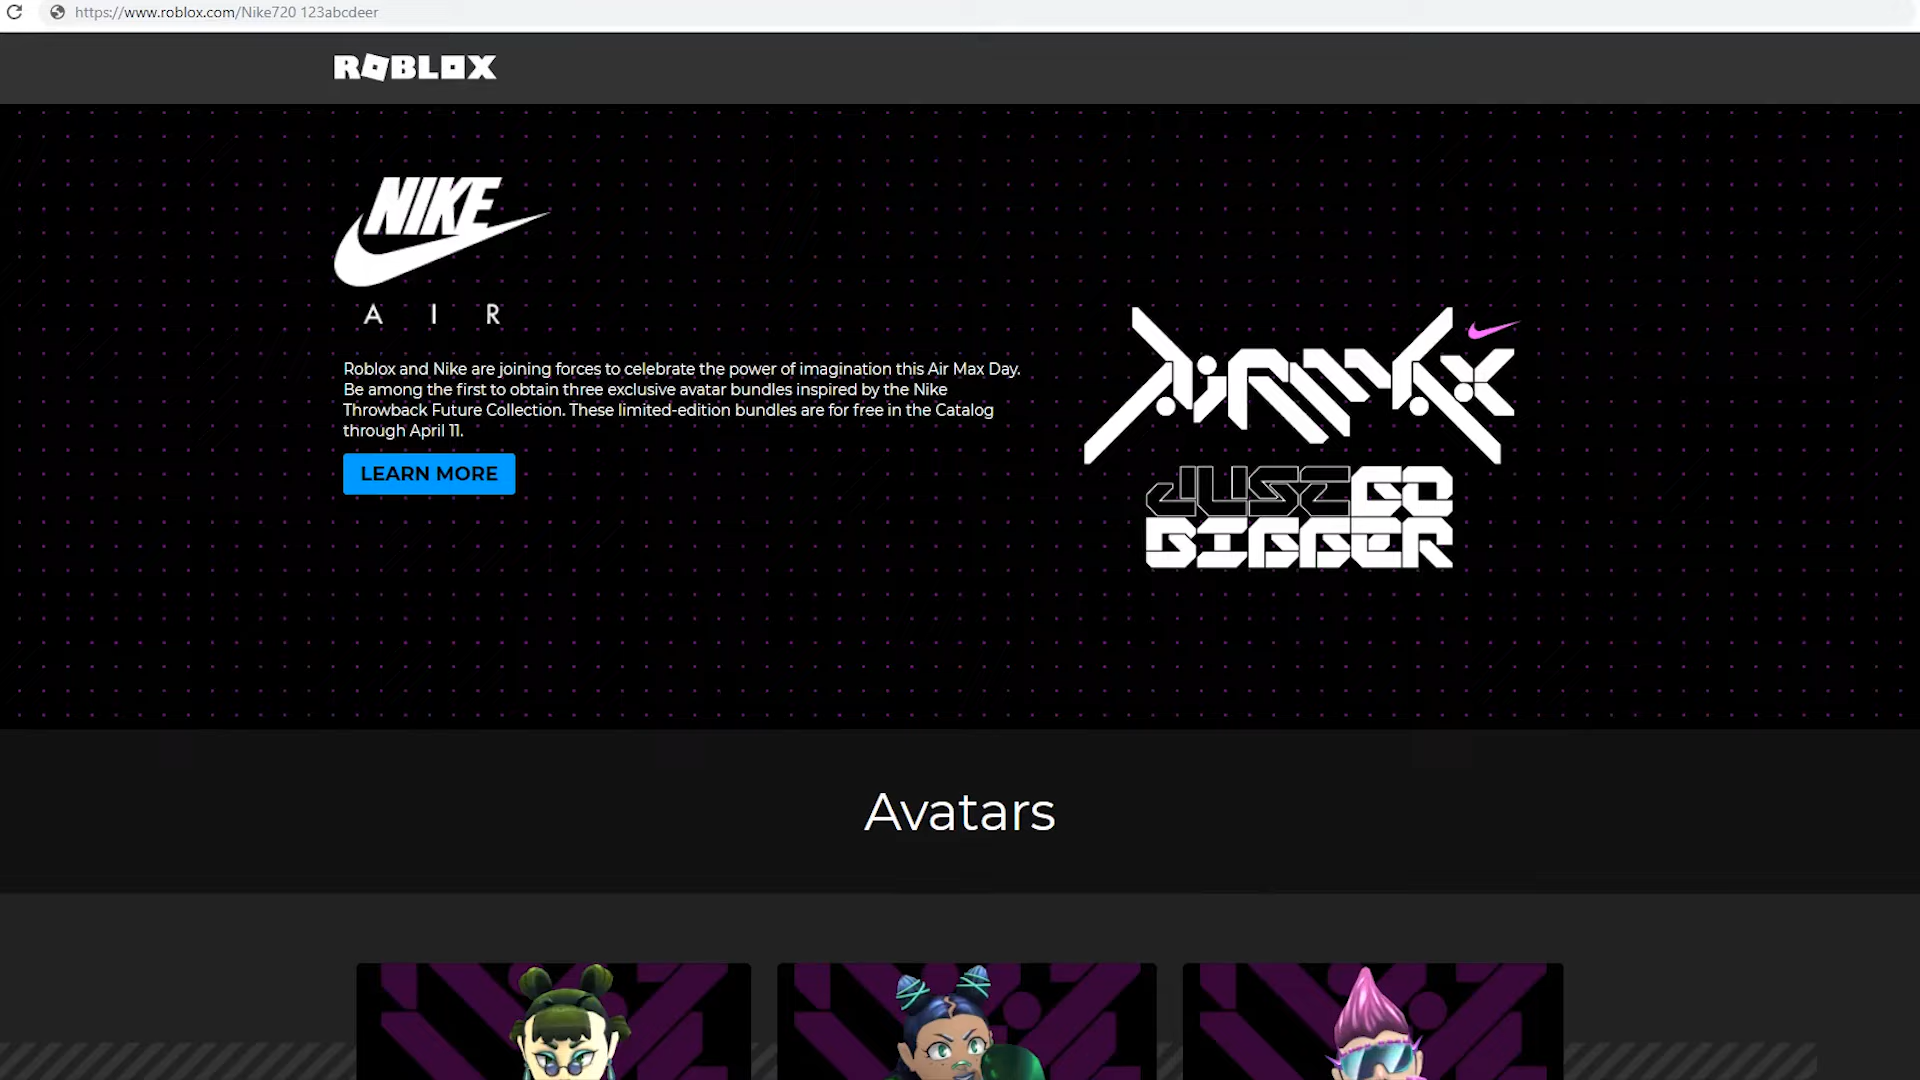 https://www.roblox.com/Nike720 123abcdeer
ROBLOX
NIKE
AIR
Roblox and Nike are joining forces to celebrate the power of imagination this Air Max Day.
Be among the first to obtain three exclusive avatar bundles inspired by the Nike
Throwback Future Collection. These limited-edition bundles are for free in the Catalog
through April 11.
LEARN MORE
AIRMAX
JUSE GO
BIGGER
Avatars